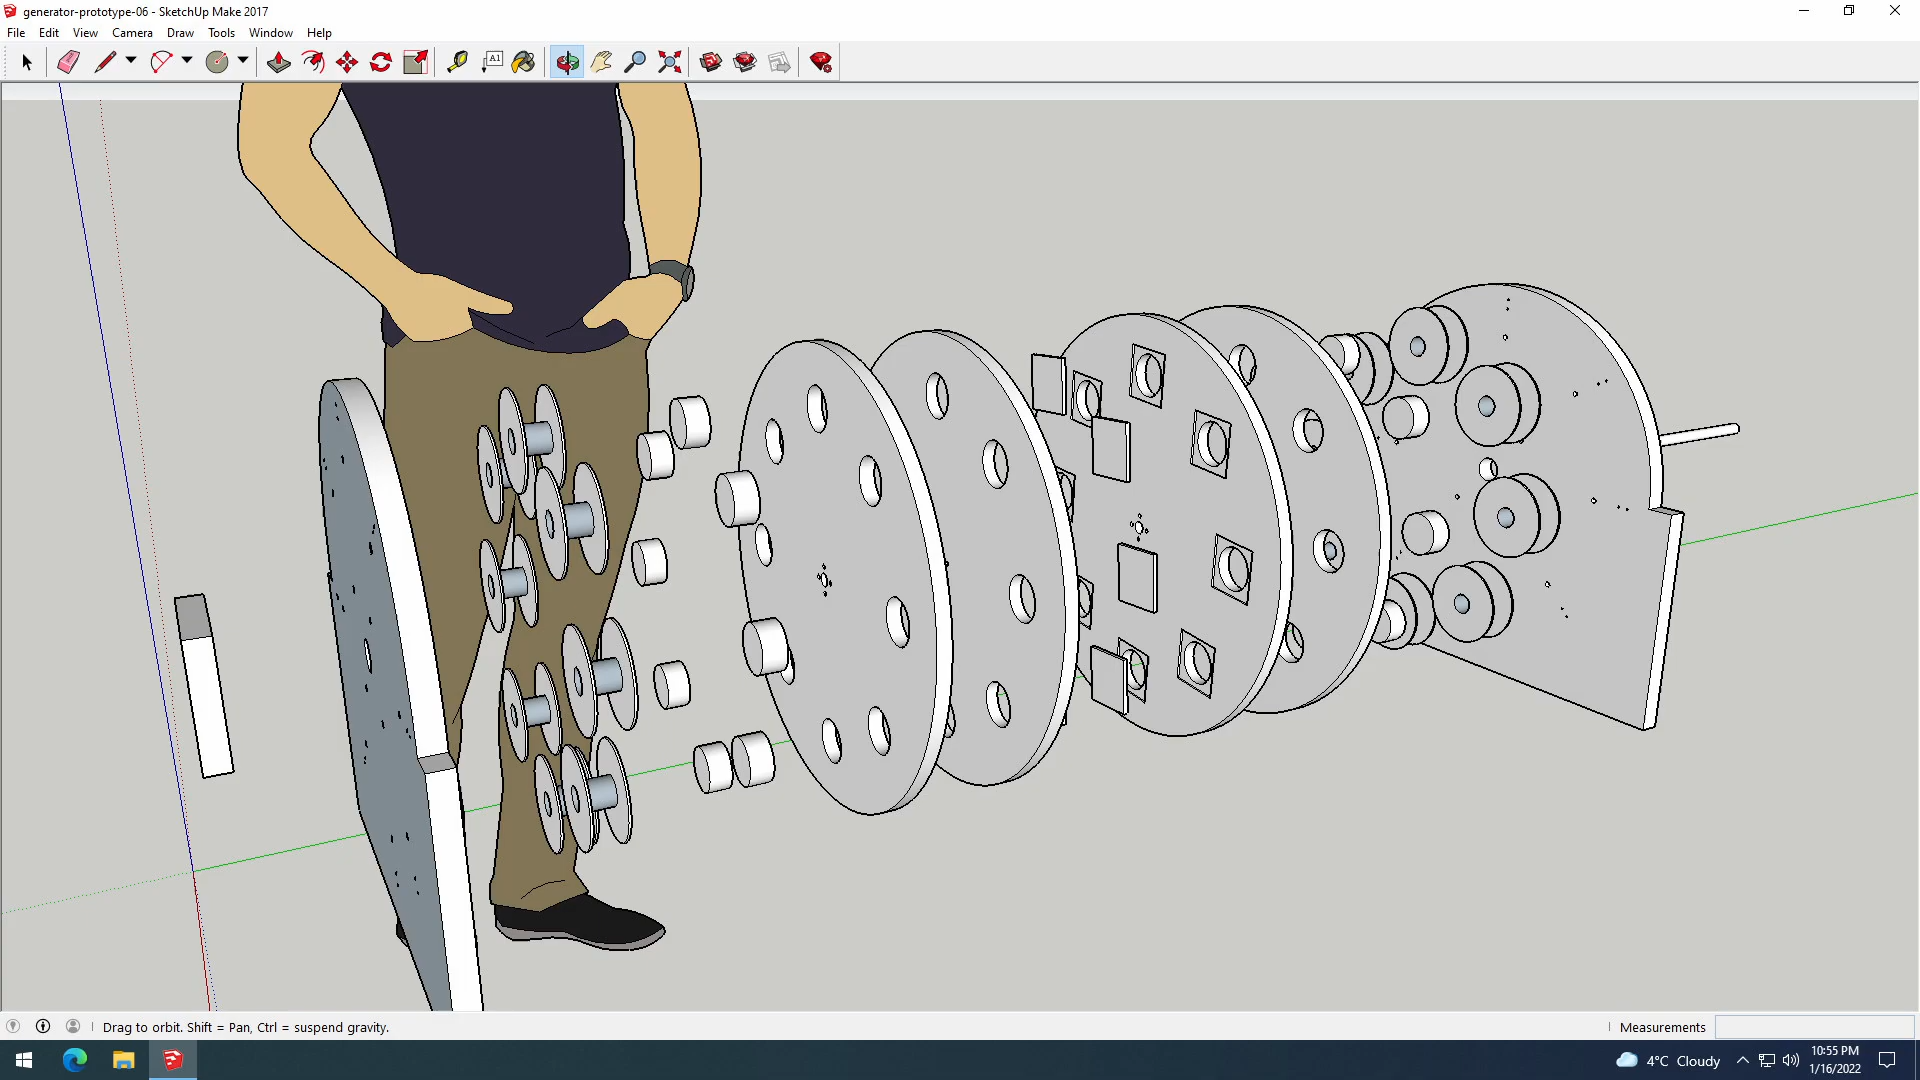 generator-prototype-06 - SketchUp Make 2017
File Edit View Camera Draw Tools Window Help
A1
Drag to orbit. Shift = Pan, Ctrl = suspend gravity.
Measurements
4°C Cloudy
10:55 PM
1/16/2022